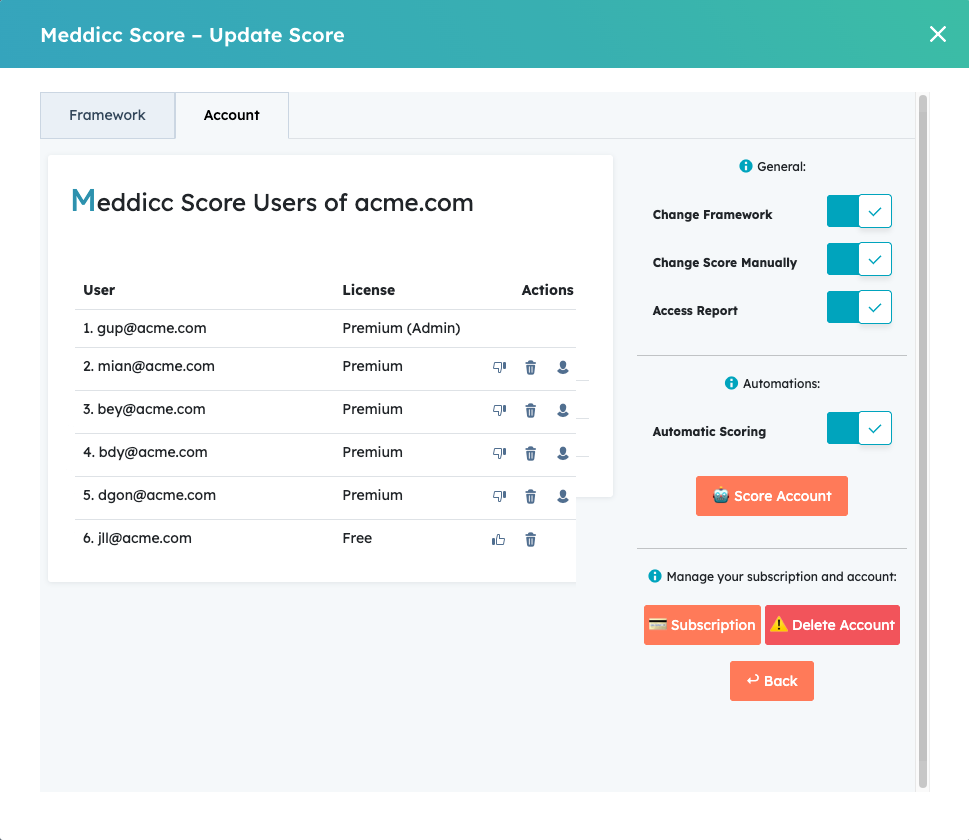 Meddicc Score – Update Score
Framework
Account
Meddicc Score Users of acme.com
User License Actions
1. gup@acme.com Premium (Admin)
2. mian@acme.com Premium
3. bey@acme.com Premium
4. bdy@acme.com Premium
5. dgon@acme.com Premium
6. jll@acme.com Free
General:
Change Framework
Change Score Manually
Access Report
Automations:
Automatic Scoring
Score Account
Manage your subscription and account:
Subscription
Delete Account
Back